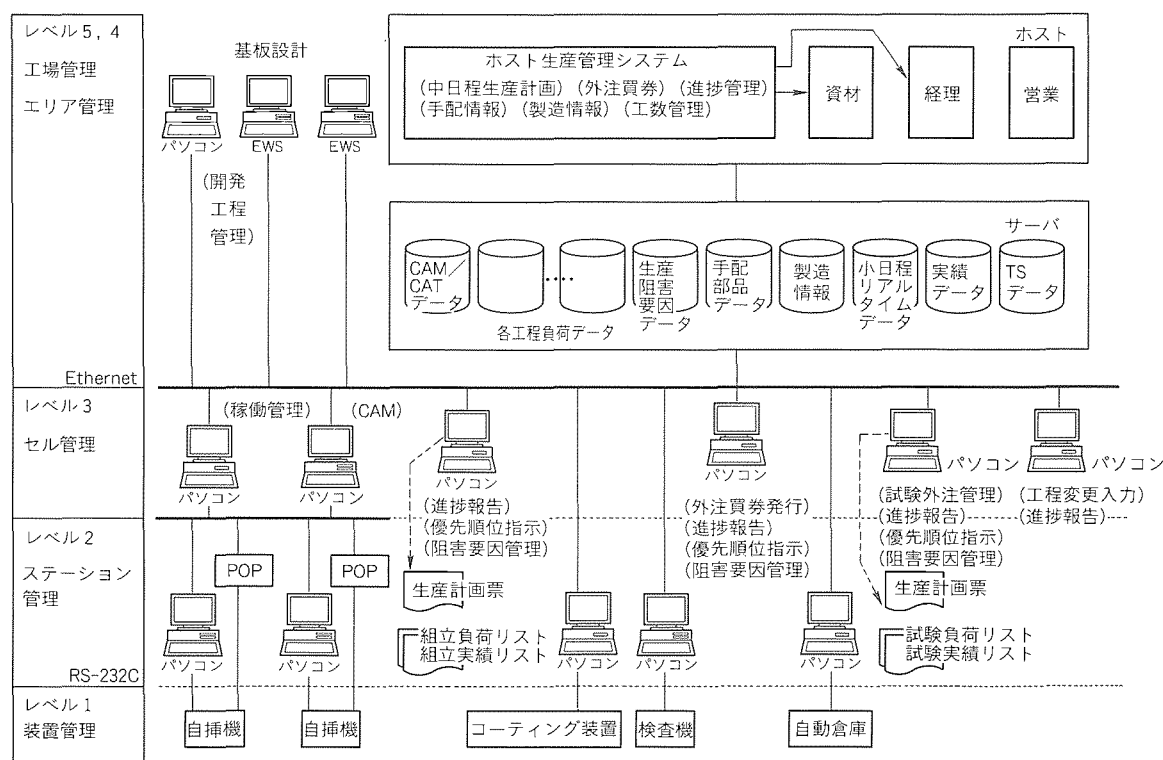 レベル5，4
工場管理
エリア管理
基板設計
パソコン
EWS
EWS
(開発
工程
管理)
ホスト
ホスト生産管理システム
(中日程生産計画)(外注買券)(進捗管理)
(手配情報)(製造情報)(工数管理)
資材
経理
営業
サーバ
CAM／
CAT
データ
‥‥
各工程負荷データ
生産
阻害
要因
データ
手配
部品
データ
製造
情報
小日程
リアル
タイム
データ
実績
データ
TS
データ
Ethernet
レベル3
セル管理
(稼働管理)
(CAM)
パソコン
パソコン
パソコン
(進捗報告)
(優先順位指示)
(阻害要因管理)
パソコン
(外注買券発行)
(進捗報告)
(優先順位指示)
(阻害要因管理)
パソコン
(試験外注管理)
(進捗報告)
(優先順位指示)
(阻害要因管理)
パソコン
(工程変更入力)
(進捗報告)
レベル2
ステーション
管理
POP
POP
パソコン
パソコン
生産計画票
組立負荷リスト
組立実績リスト
パソコン
パソコン
パソコン
生産計画票
試験負荷リスト
試験実績リスト
RS-232C
レベル1
装置管理
自挿機
自挿機
コーティング装置
検査機
自動倉庫